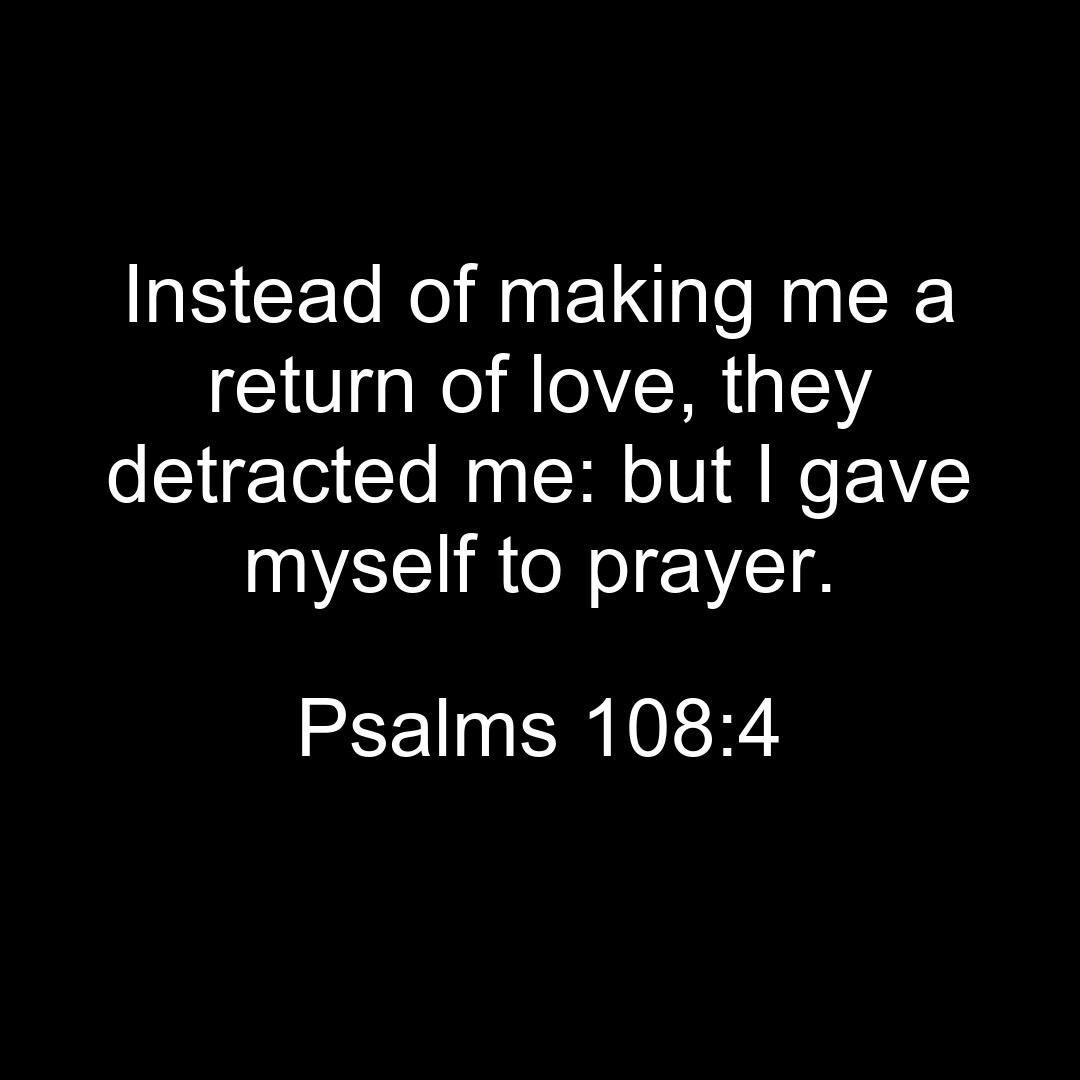 Instead of making me a
return of love, they
detracted me: but I gave
myself to prayer.
Psalms 108:4